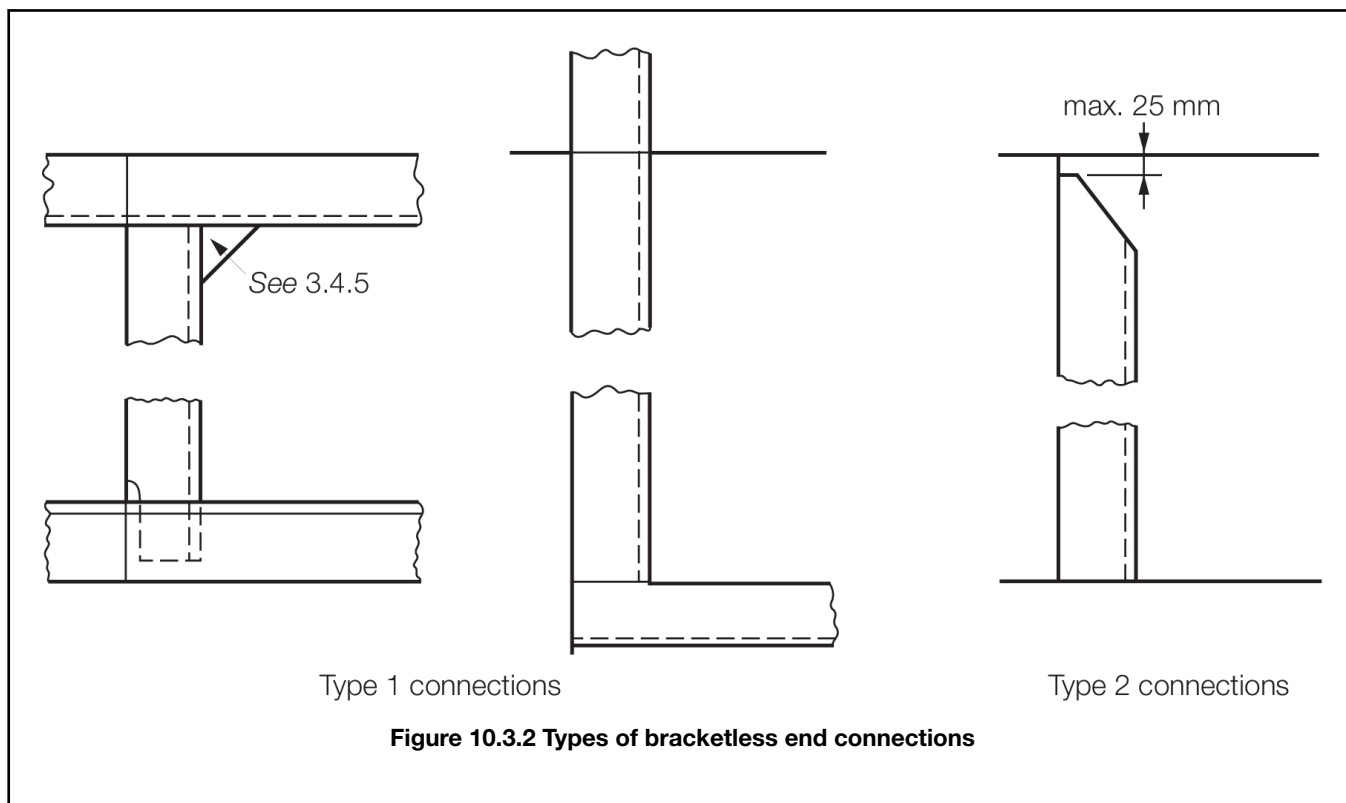 max. 25 mm
See 3.4.5
Type 1 connections
Type 2 connections
Figure 10.3.2 Types of bracketless end connections